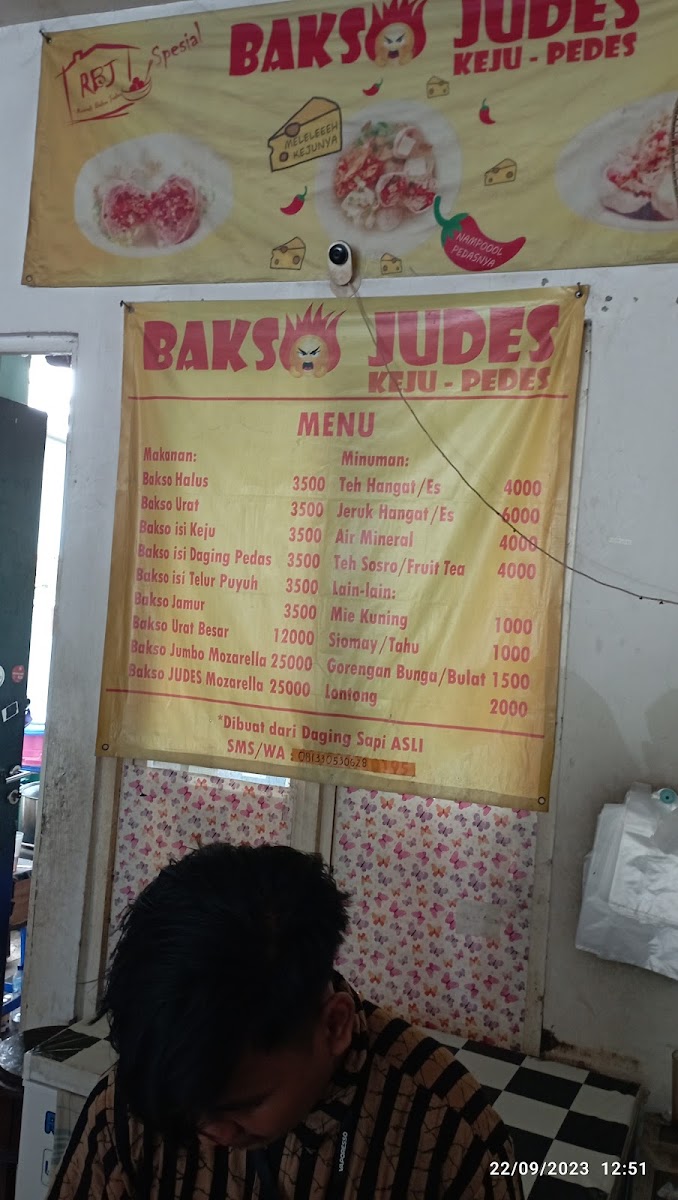 RBJ
Spesial
BAKSO JUDES
KEJU - PEDES
MELELEEEH
KEJUNYA
NAMPODOL
PEDASNYA
BAKSO JUDES
KEJU - PEDES
MENU
Makanan:
Bakso Halus 3500
Bakso Urat 3500
Bakso isi Keju 3500
Bakso isi Daging Pedas 3500
Bakso isi Telur Puyuh 3500
Bakso Jamur 3500
Bakso Urat Besar 12000
Bakso Jumbo Mozarella 25000
Bakso JUDES Mozarella 25000
Minuman:
Teh Hangat/Es 4000
Jeruk Hangat/Es 6000
Air Mineral 4000
Teh Sosro/Fruit Tea 4000
Lain-lain:
Mie Kuning 1000
Siomay/Tahu 1000
Gorengan Bunga/Bulat 1500
Lontong 2000
*Dibuat dari Daging Sapi ASLI
SMS/WA :
VAPORESSO
22/09/2023 12:51